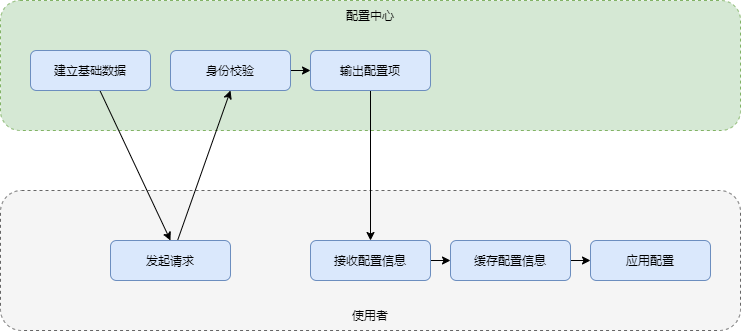 配置中心
建立基础数据
身份校验
输出配置项
发起请求
接收配置信息
缓存配置信息
应用配置
使用者